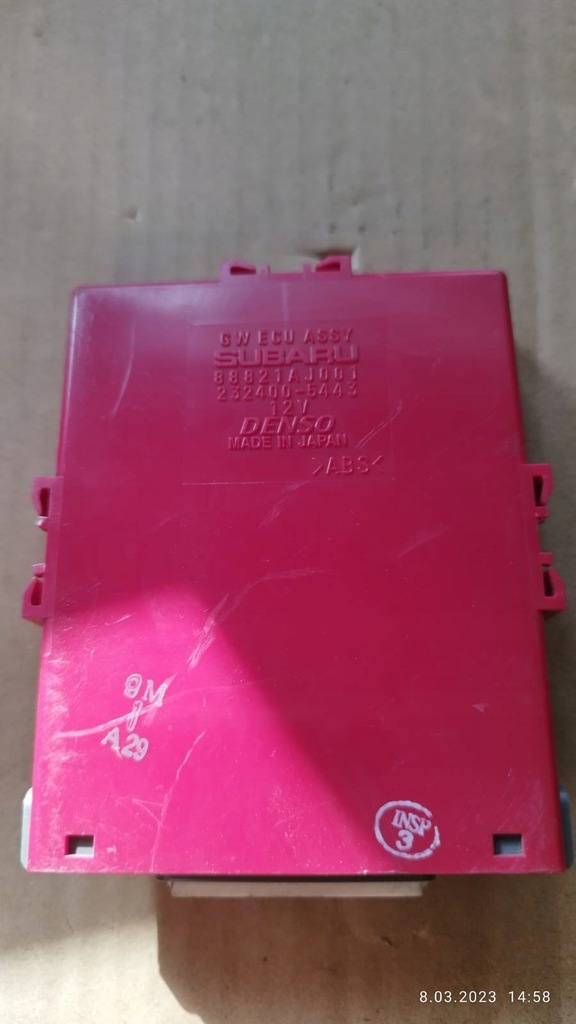 GW ECU ASSY
SUBARU
88821AJ001
232400-5443
12V
DENSO
MADE IN JAPAN
>ABS<
9M
A29
INSP
3
8.03.2023 14:58